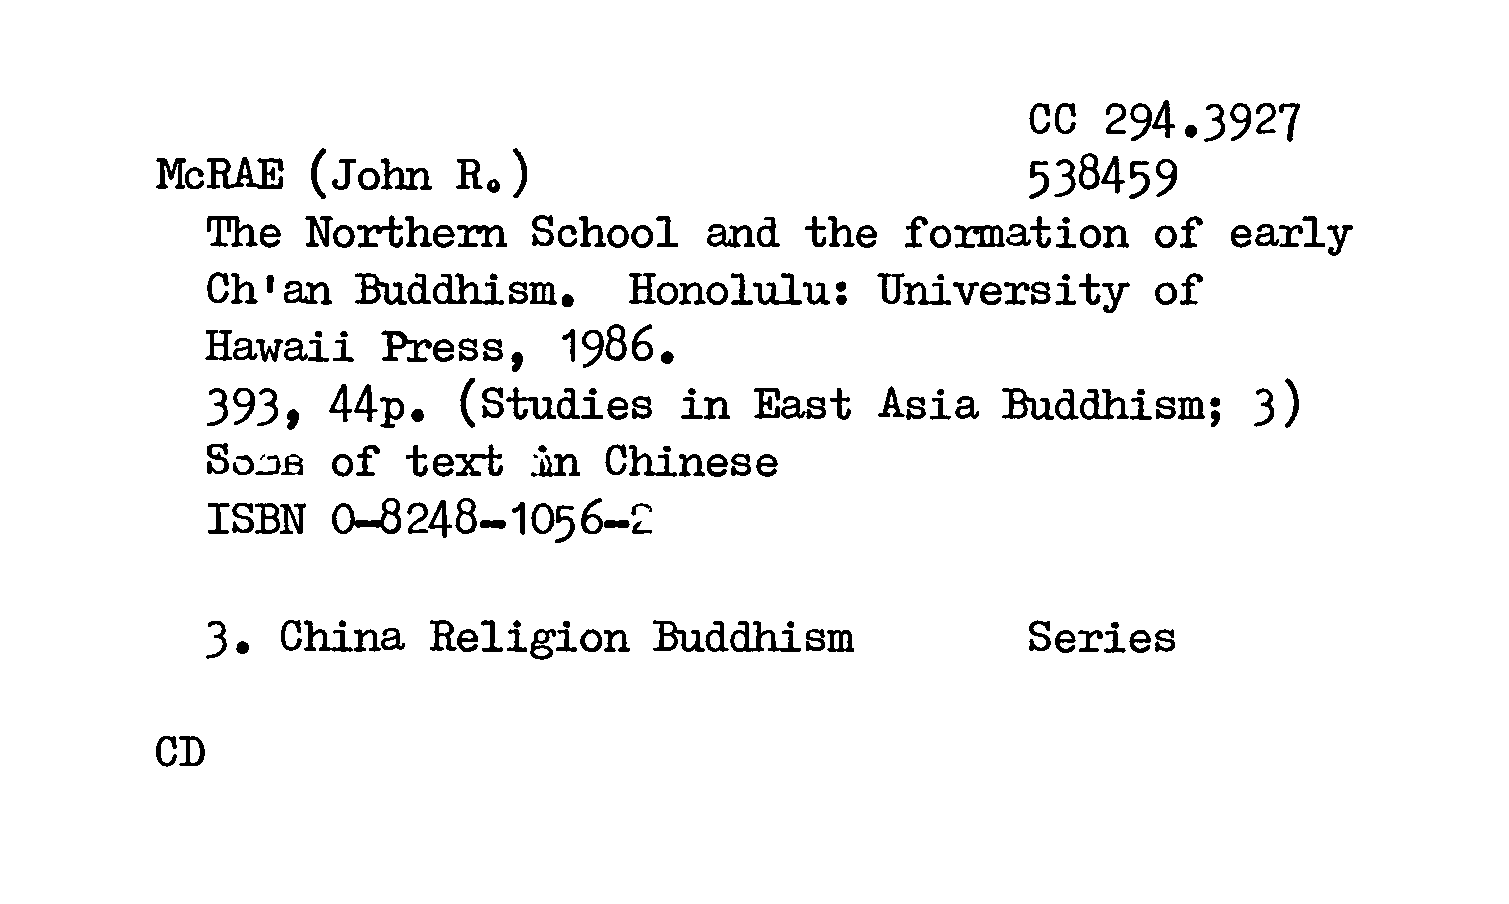 CC 294.3927
McRAE (John R.) 538459
The Northern School and the formation of early
Ch'an Buddhism. Honolulu: University of
Hawaii Press, 1986.
393, 44p. (Studies in East Asia Buddhism; 3)
of text in Chinese
ISBN 0-8248-1056-2
3. China Religion Buddhism Series
CD